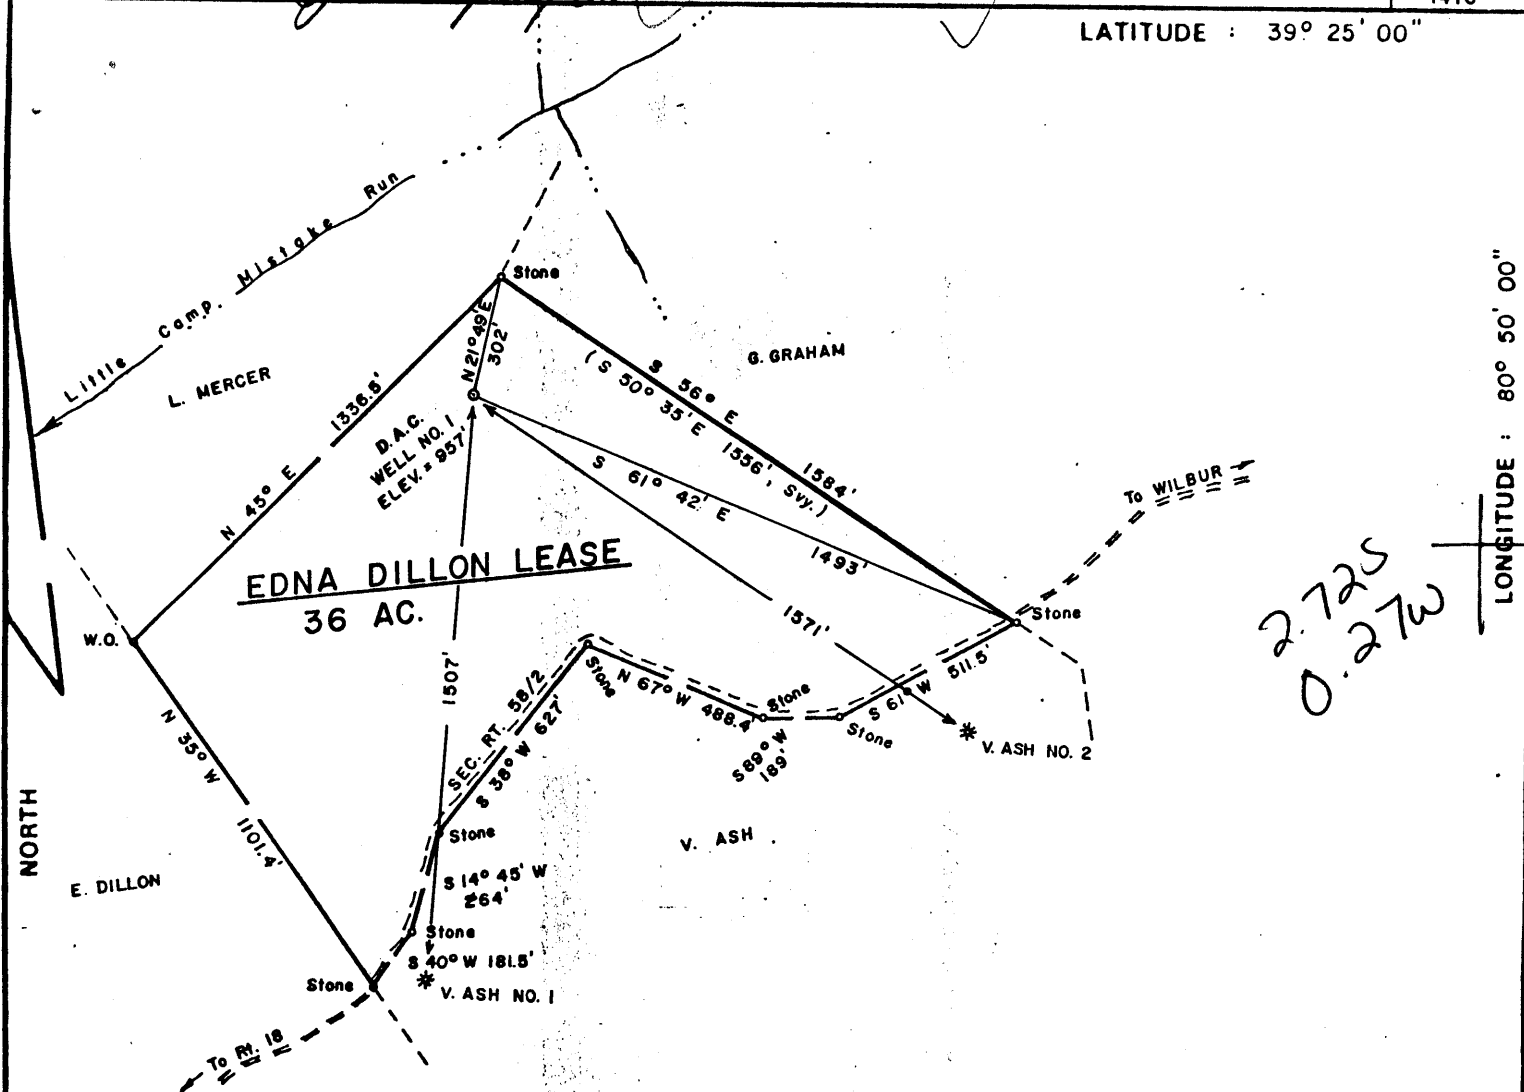 LATITUDE : 39° 25' 00"
Little Camp. Mistake Run
Stone
N 21° 49' E
302'
L. MERCER
G. GRAHAM
S 56° E 1584'
(S 50° 35' E 1556', Svy.)
N 45° E 1336.5'
D. A. C.
WELL NO. 1
ELEV. = 957'
S 61° 42' E 1493'
LONGITUDE : 80° 50' 00"
To WILBUR
EDNA DILLON LEASE
36 AC.
1571'
2.72S
0.27W
W.O.
Stone
Stone
SEC. RT. 58/2
S 38° W 627'
N 67° W 488.4'
Stone
S 89° W
189'
Stone
S 61° W 511.5'
V. ASH NO. 2
1507'
N 35° W 1101.4'
Stone
V. ASH
NORTH
E. DILLON
S 14° 45' W
264'
Stone
S 40° W 181.5'
Stone
V. ASH NO. 1
To Rt. 18